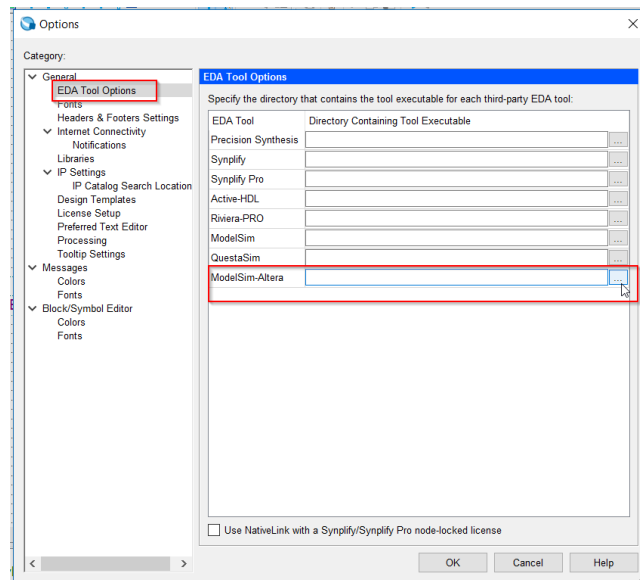 Options
Category:
General
EDA Tool Options
Fonts
Headers & Footers Settings
Internet Connectivity
Notifications
Libraries
IP Settings
IP Catalog Search Location
Design Templates
License Setup
Preferred Text Editor
Processing
Tooltip Settings
Messages
Colors
Fonts
Block/Symbol Editor
Colors
Fonts
EDA Tool Options
Specify the directory that contains the tool executable for each third-party EDA tool:
EDA Tool Directory Containing Tool Executable
Precision Synthesis ...
Synplify ...
Synplify Pro ...
Active-HDL ...
Riviera-PRO ...
ModelSim ...
QuestaSim ...
ModelSim-Altera ...
Use NativeLink with a Synplify/Synplify Pro node-locked license
OK Cancel Help